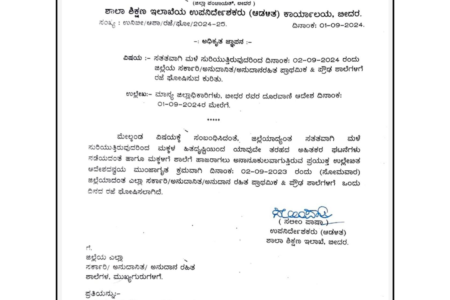 (ಜಿಲ್ಲಾ ಪಂಚಾಯತ್, ಬೀದರ)
ಶಾಲಾ ಶಿಕ್ಷಣ ಇಲಾಖೆಯ ಉಪನಿರ್ದೇಶಕರು (ಆಡಳಿತ) ಕಾರ್ಯಾಲಯ, ಬೀದರ.
ಸಂಖ್ಯೆ : ಉನಿಬೀ/ಆಶಾ/ರಜೆ/ಘೋ/2024-25. ದಿನಾಂಕ: 01-09-2024.
-: ಅಧಿಕೃತ ಜ್ಞಾಪನ :-
ವಿಷಯ :- ಸತತವಾಗಿ ಮಳೆ ಸುರಿಯುತ್ತಿರುವುದರಿಂದ ದಿನಾಂಕ: 02-09-2024 ರಂದು
ಜಿಲ್ಲೆಯ ಸರ್ಕಾರಿ/ಅನುದಾನಿತ/ಅನುದಾನರಹಿತ ಪ್ರಾಥಮಿಕ & ಪ್ರೌಢ ಶಾಲೆಗಳಿಗೆ
ರಜೆ ಘೋಷಿಸುವ ಕುರಿತು.
ಉಲ್ಲೇಖ:- ಮಾನ್ಯ ಜಿಲ್ಲಾಧಿಕಾರಿಗಳು, ಬೀದರ ರವರ ದೂರವಾಣಿ ಆದೇಶ ದಿನಾಂಕ:
01-09-2024ರ ಮೇರೆಗೆ.
ಮೇಲ್ಕಂಡ ವಿಷಯಕ್ಕೆ ಸಂಬಂಧಿಸಿದಂತೆ, ಜಿಲ್ಲೆಯಾದ್ಯಂತ ಸತತವಾಗಿ ಮಳೆ
ಸುರಿಯುತ್ತಿರುವುದರಿಂದ ಮಕ್ಕಳ ಹಿತದೃಷ್ಟಿಯಿಂದ ಯಾವುದೇ ತರಹದ ಅಹಿತಕರ ಘಟನೆಗಳು
ನಡೆಯದಂತೆ ಹಾಗೂ ಮಕ್ಕಳಿಗೆ ಶಾಲೆಗೆ ಹಾಜರಾಗಲು ಅನಾನುಕೂಲವಾಗುತ್ತಿರುವ ಪ್ರಯುಕ್ತ ಉಲ್ಲೇಖಿತ
ಆದೇಶದನ್ವಯ ಮುಂಜಾಗ್ರತ ಕ್ರಮವಾಗಿ ದಿನಾಂಕ: 02-09-2023 ರಂದು (ಸೋಮವಾರ)
ಜಿಲ್ಲೆಯಾದಂತ ಎಲ್ಲಾ ಸರ್ಕಾರಿ/ಅನುದಾನಿತ/ಅನುದಾನ ರಹಿತ ಪ್ರಾಥಮಿಕ & ಪ್ರೌಢ ಶಾಲೆಗಳಿಗೆ ಒಂದು
ದಿನದ ರಜೆ ಘೋಷಿಸಲಾಗಿದೆ.
( ಸಲೀಂ ಪಾಷಾ )
ಉಪನಿರ್ದೇಶಕರು (ಆಡಳಿತ)
ಶಾಲಾ ಶಿಕ್ಷಣ ಇಲಾಖೆ, ಬೀದರ.
ಗೆ.
ಜಿಲ್ಲೆಯ ಎಲ್ಲಾ
ಸರ್ಕಾರಿ/ ಅನುದಾನಿತ/ ಅನುದಾನ ರಹಿತ
ಶಾಲೆಗಳ, ಮುಖ್ಯಗುರುಗಳಿಗೆ.
ಪ್ರತಿಯನ್ನು:-